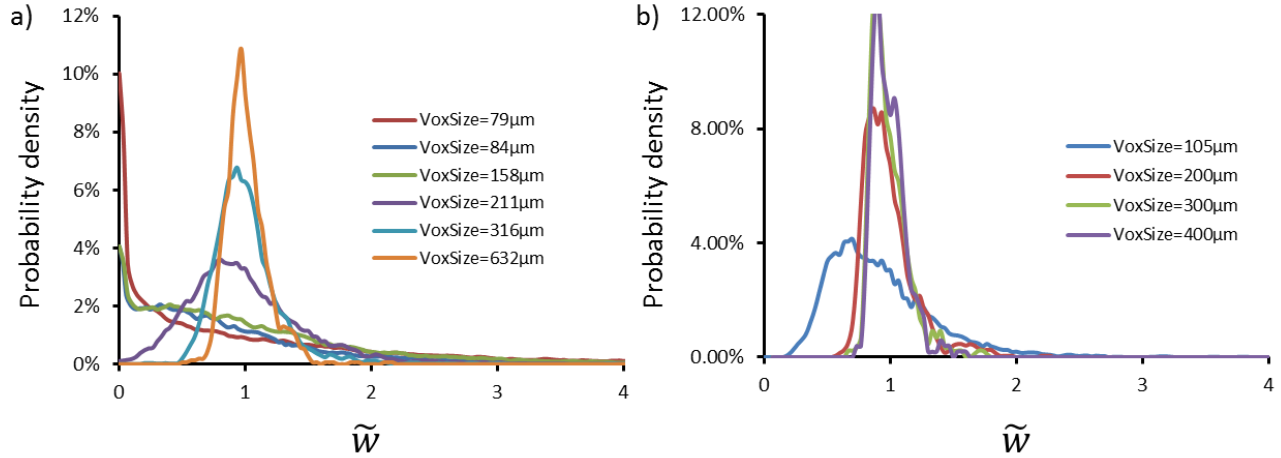 a)
12%
10%
8%
6%
4%
2%
0%
Probability density
VoxSize=79µm
VoxSize=84µm
VoxSize=158µm
VoxSize=211µm
VoxSize=316µm
VoxSize=632µm
0 1 2 3 4
w̃
b)
12.00%
8.00%
4.00%
0.00%
Probability density
VoxSize=105µm
VoxSize=200µm
VoxSize=300µm
VoxSize=400µm
0 1 2 3 4
w̃